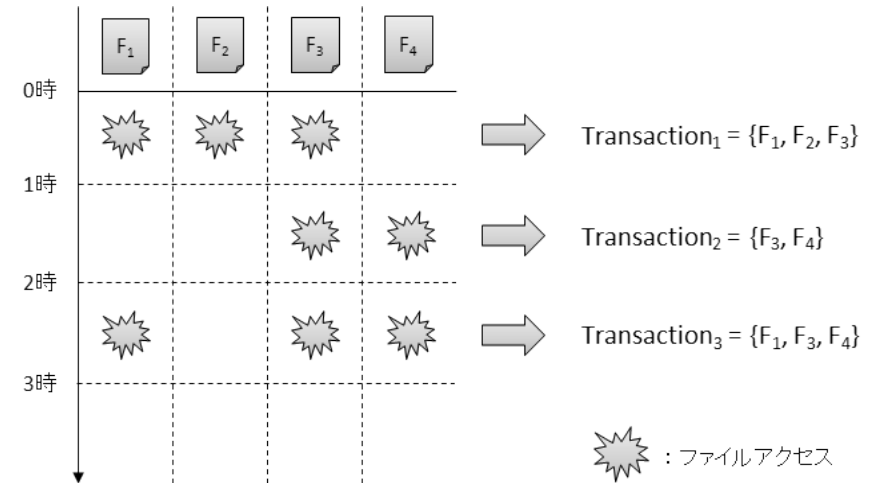 F1 F2 F3 F4
0時
Transaction1 = {F1, F2, F3}
1時
Transaction2 = {F3, F4}
2時
Transaction3 = {F1, F3, F4}
3時
：ファイルアクセス